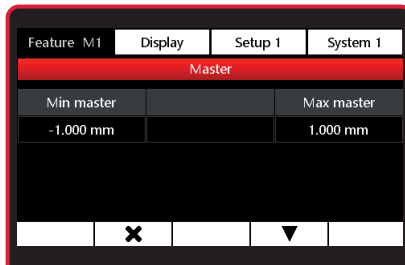 Feature M1 Display Setup 1 System 1
Master
Min master Max master
-1.000 mm 1.000 mm